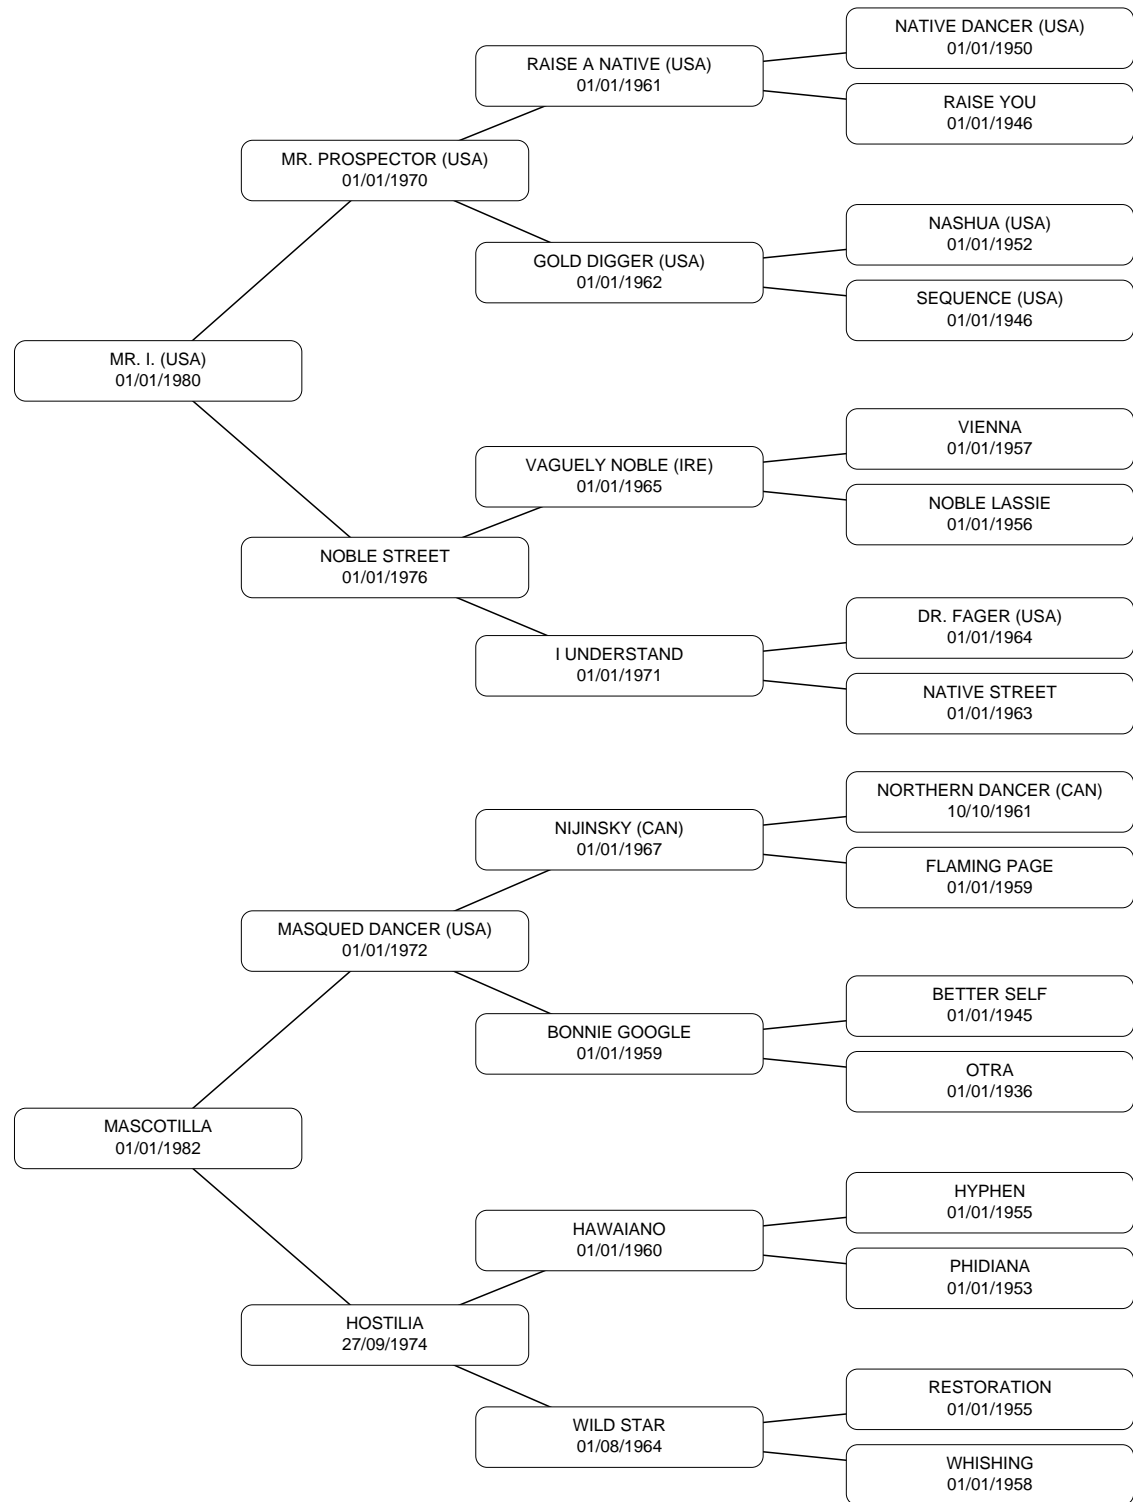 NATIVE DANCER (USA)
01/01/1950
RAISE A NATIVE (USA)
01/01/1961
RAISE YOU
01/01/1946
MR. PROSPECTOR (USA)
01/01/1970
NASHUA (USA)
01/01/1952
GOLD DIGGER (USA)
01/01/1962
SEQUENCE (USA)
01/01/1946
MR. I. (USA)
01/01/1980
VIENNA
01/01/1957
VAGUELY NOBLE (IRE)
01/01/1965
NOBLE LASSIE
01/01/1956
NOBLE STREET
01/01/1976
DR. FAGER (USA)
01/01/1964
I UNDERSTAND
01/01/1971
NATIVE STREET
01/01/1963
NORTHERN DANCER (CAN)
10/10/1961
NIJINSKY (CAN)
01/01/1967
FLAMING PAGE
01/01/1959
MASQUED DANCER (USA)
01/01/1972
BETTER SELF
01/01/1945
BONNIE GOOGLE
01/01/1959
OTRA
01/01/1936
MASCOTILLA
01/01/1982
HYPHEN
01/01/1955
HAWAIANO
01/01/1960
PHIDIANA
01/01/1953
HOSTILIA
27/09/1974
RESTORATION
01/01/1955
WILD STAR
01/08/1964
WHISHING
01/01/1958